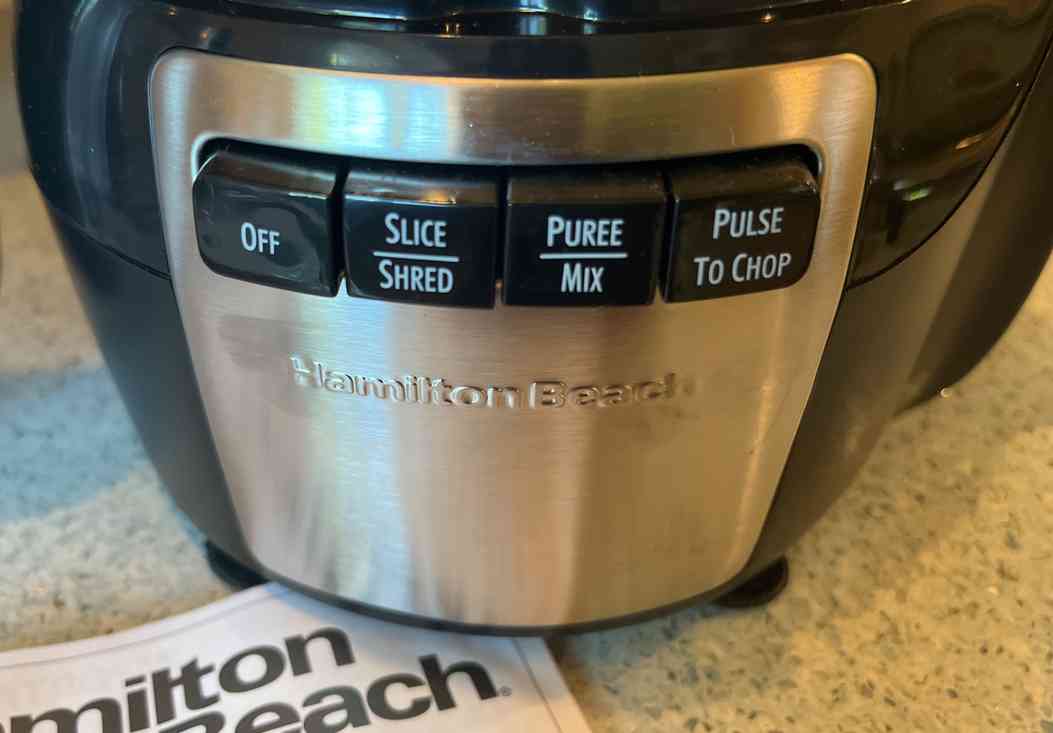 OFF
SLICE
SHRED
PUREE
MIX
PULSE
TO CHOP
Hamilton Beach
milton
Beach®